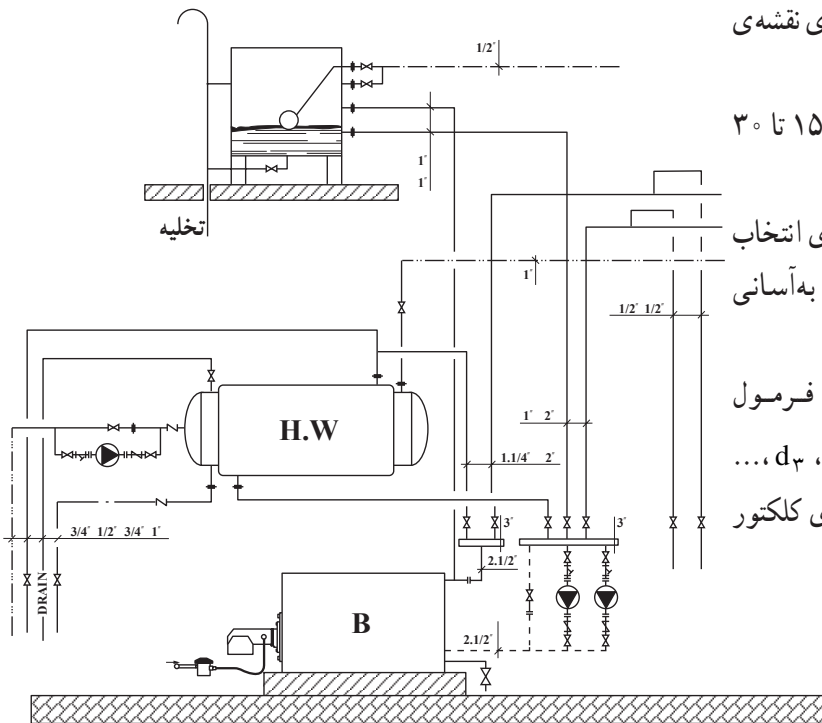 ی نقشه‌ی
1/2″
۱۵ تا ۳۰
1″
1″
تخلیه
ی انتخاب
به‌آسانی
1″
1/2″ 1/2″
H.W
فرمول
1″ 2″
... ، d۳ ،
1.1/4″ 2″
ی کلکتور
3″
3″
3/4″ 1/2″ 3/4″ 1″
2.1/2″
DRAIN
B
2.1/2″